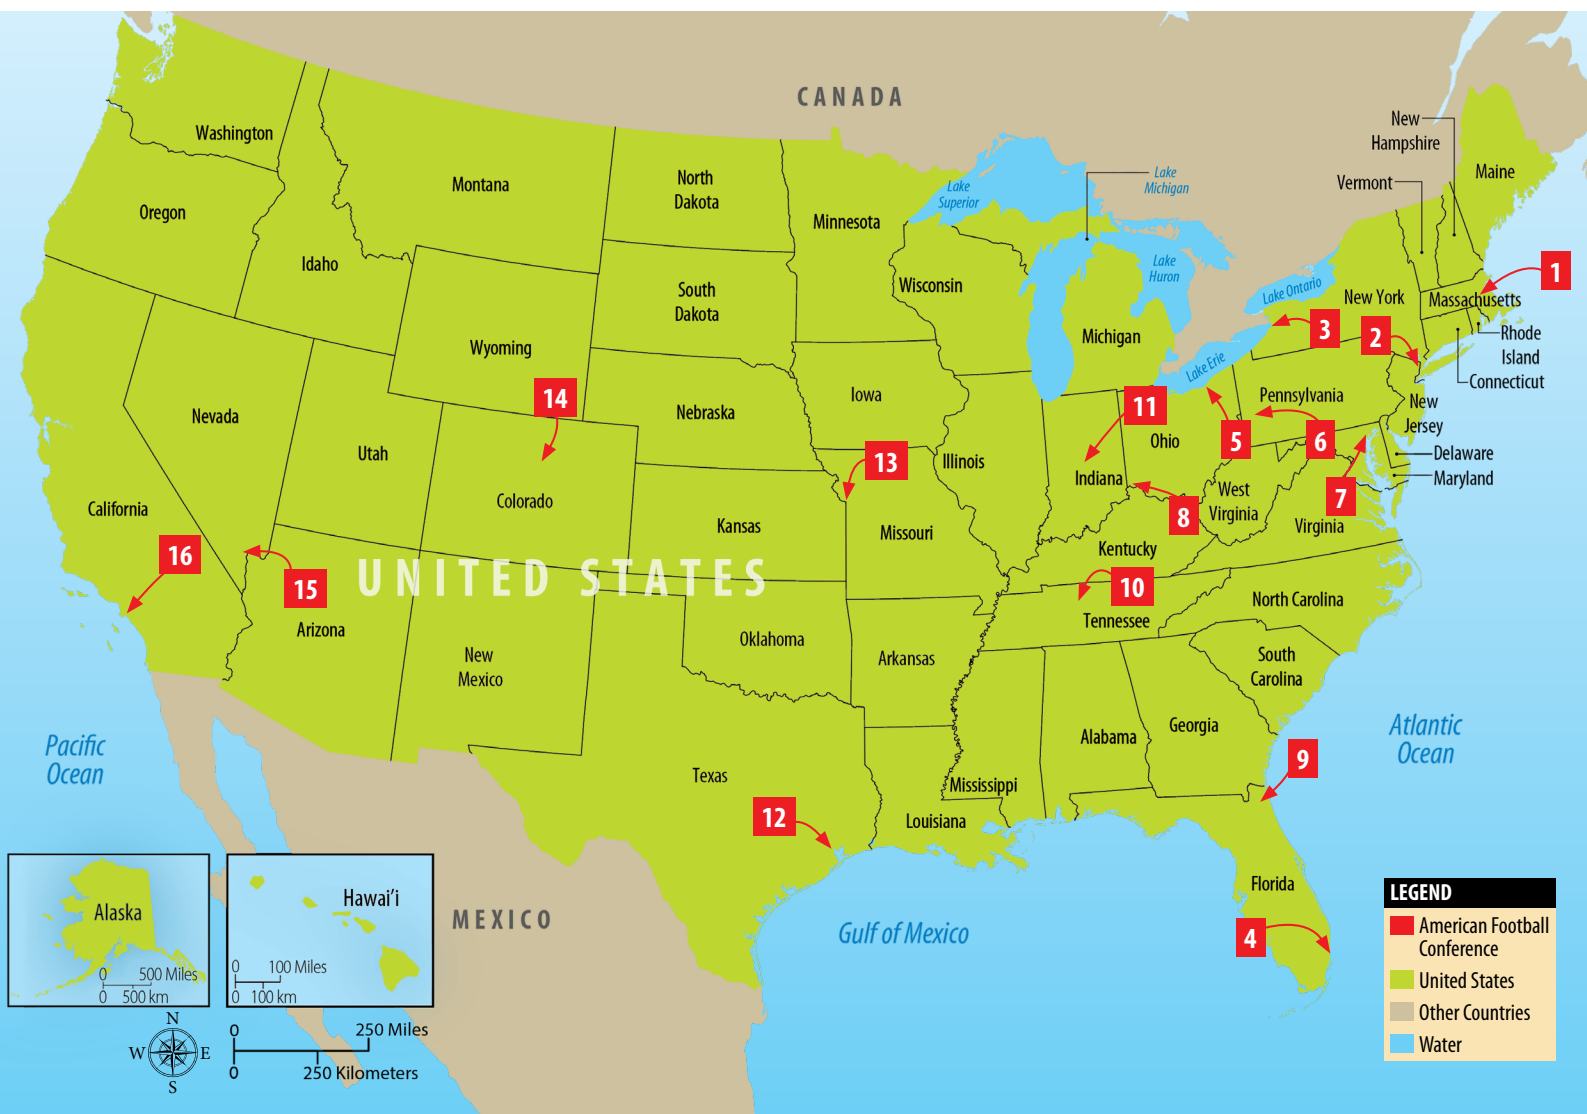 CANADA
New
Hampshire
Vermont
Maine
Lake
Michigan
Lake
Superior
Lake
Huron
Lake Ontario
Lake Erie
Washington
Montana
North
Dakota
Minnesota
Oregon
Idaho
South
Dakota
Wisconsin
Michigan
New York
Massachusetts
1
2
3
Rhode
Island
Connecticut
Wyoming
14
Nebraska
Iowa
11
Pennsylvania
New
Jersey
Nevada
Utah
Colorado
13
Illinois
Indiana
Ohio
5
6
Delaware
Maryland
7
8
West
Virginia
Virginia
California
Kansas
Missouri
Kentucky
16
15
UNITED STATES
10
Arizona
New
Mexico
Oklahoma
Arkansas
Tennessee
North Carolina
South
Carolina
Pacific
Ocean
Atlantic
Ocean
Texas
Mississippi
Alabama
Georgia
9
12
Louisiana
Florida
4
Alaska
0
500 Miles
0
500 km
Hawai’i
0
100 Miles
0
100 km
MEXICO
Gulf of Mexico
N
W
E
S
0
250 Miles
0
250 Kilometers
LEGEND
American Football
Conference
United States
Other Countries
Water